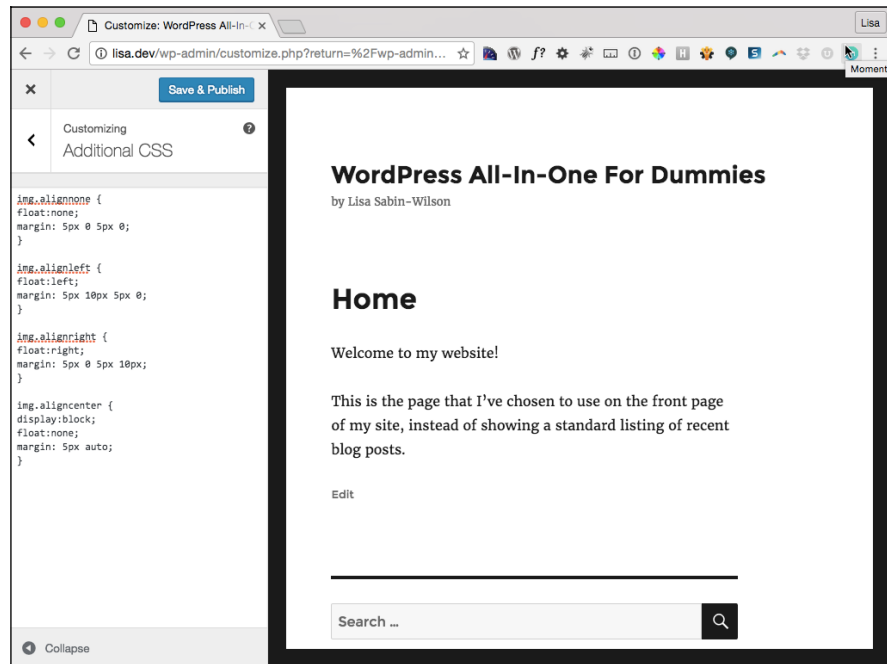 Customize: WordPress All-In-O
Lisa
lisa.dev/wp-admin/customize.php?return=%2Fwp-admin...
f?
Moment
Save & Publish
Customizing
Additional CSS
img.alignnone {
float:none;
margin: 5px 0 5px 0;
}
img.alignleft {
float:left;
margin: 5px 10px 5px 0;
}
img.alignright {
float:right;
margin: 5px 0 5px 10px;
}
img.aligncenter {
display:block;
float:none;
margin: 5px auto;
}
Collapse
WordPress All-In-One For Dummies
by Lisa Sabin-Wilson
Home
Welcome to my website!
This is the page that I've chosen to use on the front page
of my site, instead of showing a standard listing of recent
blog posts.
Edit
Search ...